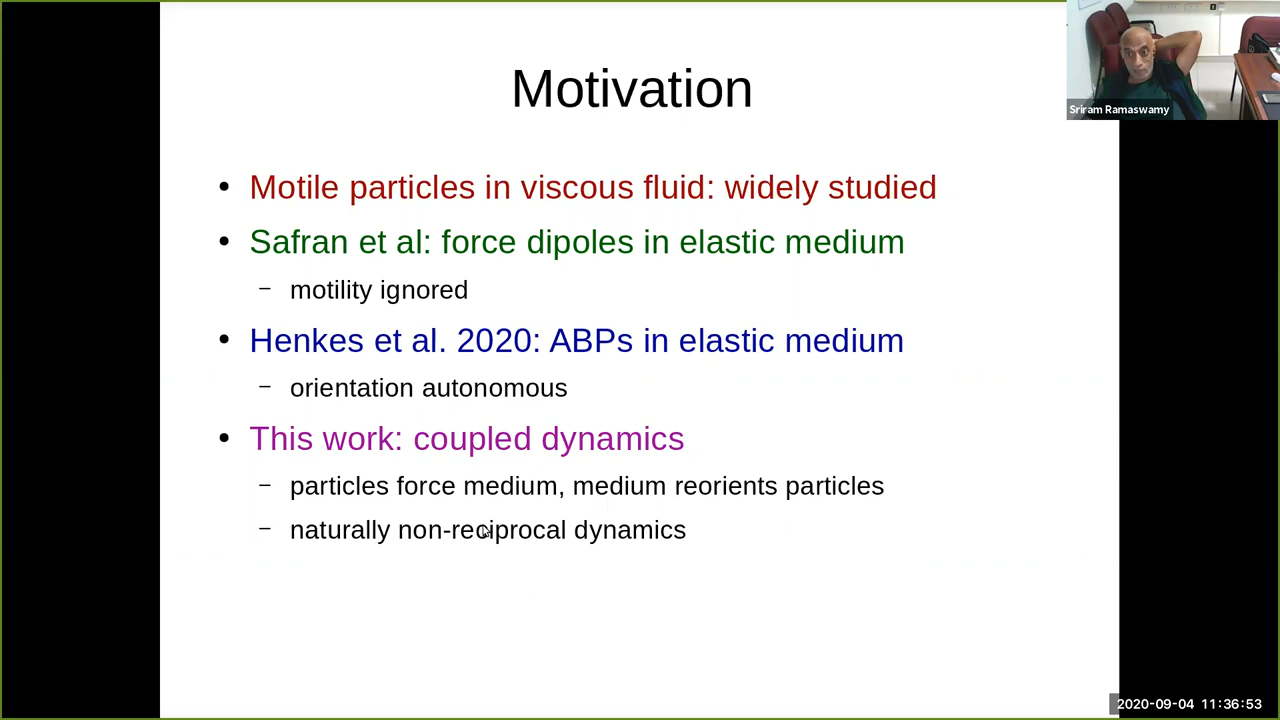 Motivation
Sriram Ramaswamy
• Motile particles in viscous fluid: widely studied
• Safran et al: force dipoles in elastic medium
– motility ignored
• Henkes et al. 2020: ABPs in elastic medium
– orientation autonomous
• This work: coupled dynamics
– particles force medium, medium reorients particles
– naturally non-reciprocal dynamics
2020-09-04 11:36:53